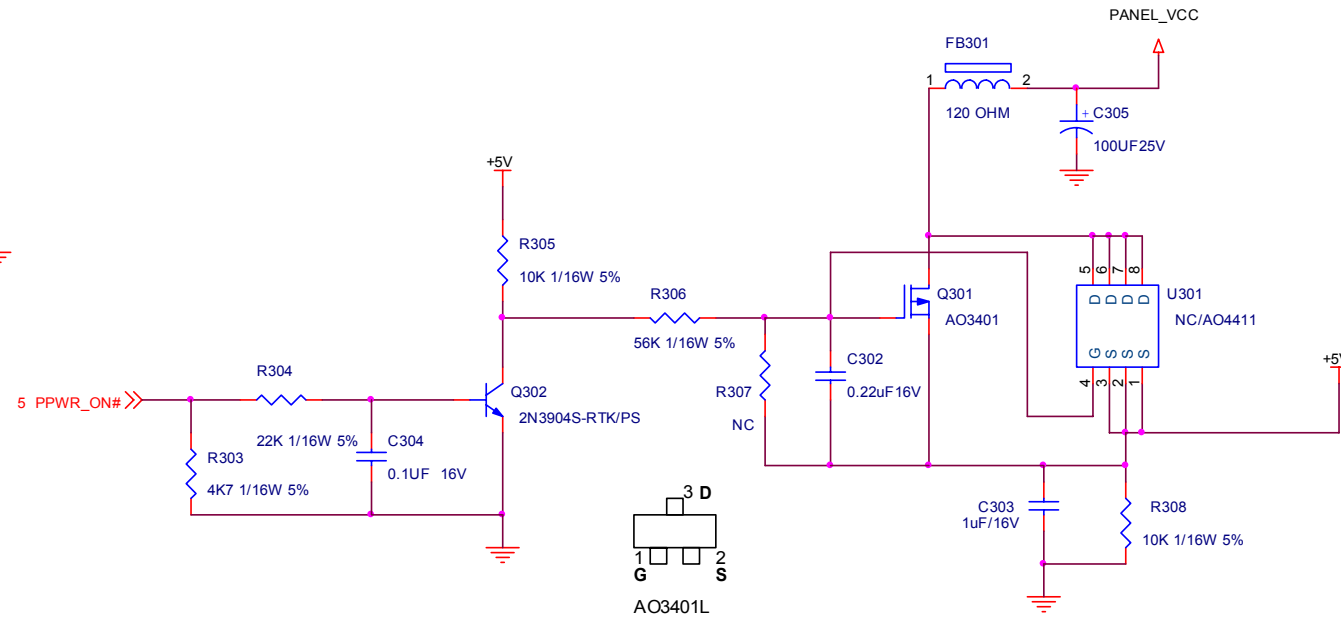 PANEL_VCC
FB301
1
2
120 OHM
+ C305
100UF25V
+5V
R305
10K 1/16W 5%
R306
56K 1/16W 5%
Q301
AO3401
5
6
7
8
D
D
D
D
U301
NC/AO4411
G
S
S
S
4
3
2
1
+5V
C302
0.22uF16V
R307
NC
R304
22K 1/16W 5%
5 PPWR_ON#
Q302
2N3904S-RTK/PS
C304
0.1UF 16V
R303
4K7 1/16W 5%
3 D
1
G
2
S
AO3401L
C303
1uF/16V
R308
10K 1/16W 5%